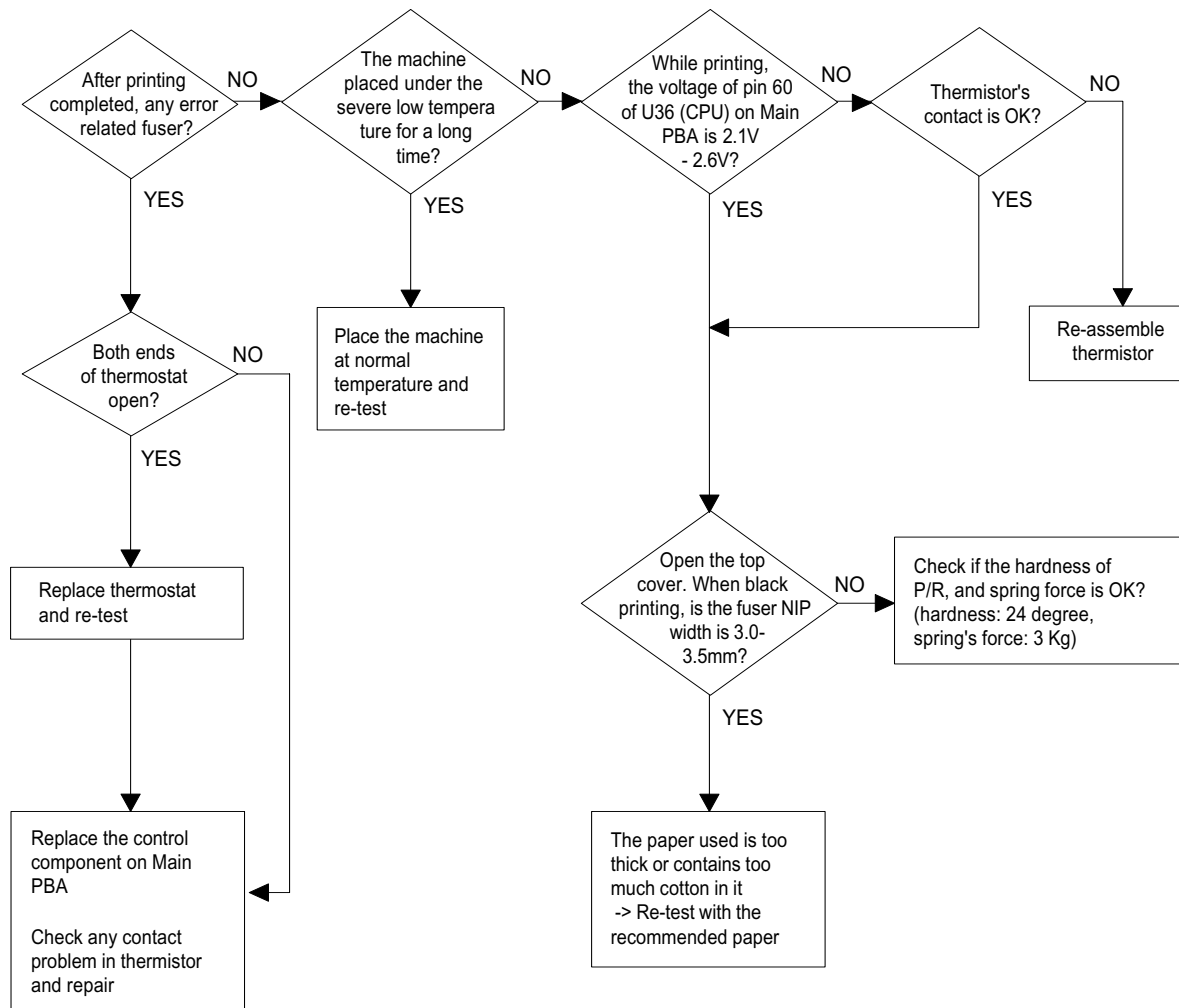 After printing
completed, any error
related fuser?
NO
YES
The machine
placed under the
severe low tempera
ture for a long
time?
NO
YES
While printing,
the voltage of pin 60
of U36 (CPU) on Main
PBA is 2.1V
- 2.6V?
NO
YES
Thermistor's
contact is OK?
NO
YES
Both ends
of thermostat
open?
NO
YES
Place the machine
at normal
temperature and
re-test
Re-assemble
thermistor
Replace thermostat
and re-test
Open the top
cover. When black
printing, is the fuser NIP
width is 3.0-
3.5mm?
NO
YES
Check if the hardness of
P/R, and spring force is OK?
(hardness: 24 degree,
spring's force: 3 Kg)
Replace the control
component on Main
PBA
Check any contact
problem in thermistor
and repair
The paper used is too
thick or contains too
much cotton in it
-> Re-test with the
recommended paper